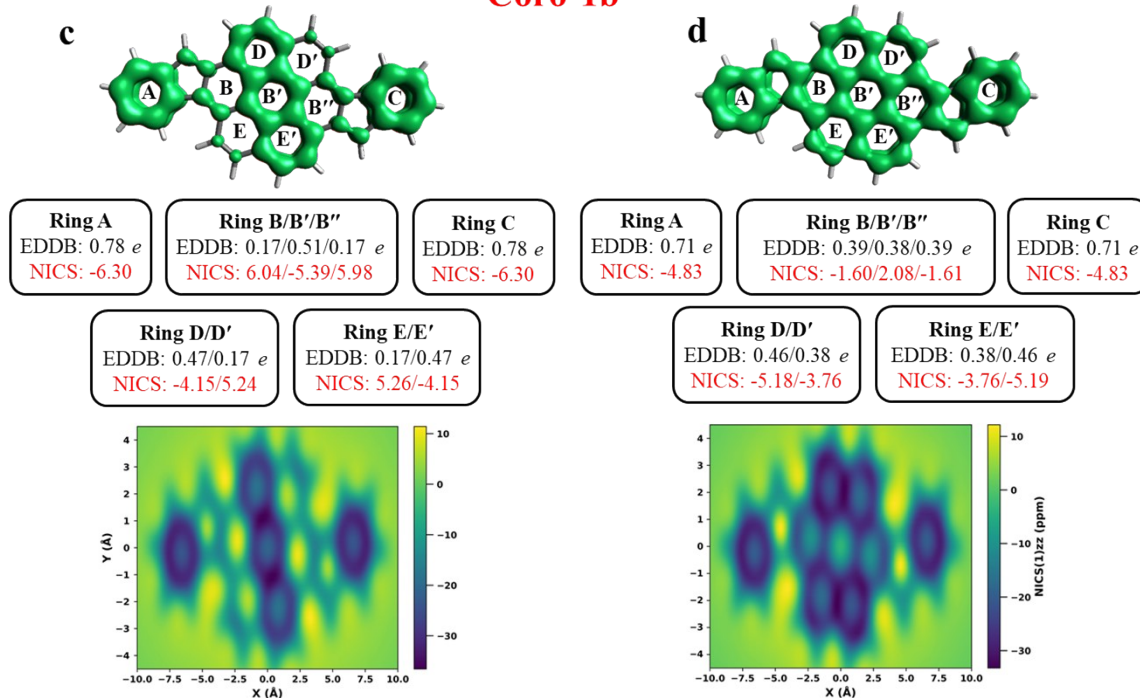 Coro-1b
c
D
D′
A
B
B′
B″
C
E
E′
Ring A
EDDB: 0.78 e
NICS: -6.30
Ring B/B′/B″
EDDB: 0.17/0.51/0.17 e
NICS: 6.04/-5.39/5.98
Ring C
EDDB: 0.78 e
NICS: -6.30
Ring D/D′
EDDB: 0.47/0.17 e
NICS: -4.15/5.24
Ring E/E′
EDDB: 0.17/0.47 e
NICS: 5.26/-4.15
4
3
2
1
0
−1
−2
−3
−4
Y (Å)
−10.0 −7.5 −5.0 −2.5 0.0 2.5 5.0 7.5 10.0
X (Å)
10
0
−10
−20
−30
d
D
D′
A
B
B′
B″
C
E
E′
Ring A
EDDB: 0.71 e
NICS: -4.83
Ring B/B′/B″
EDDB: 0.39/0.38/0.39 e
NICS: -1.60/2.08/-1.61
Ring C
EDDB: 0.71 e
NICS: -4.83
Ring D/D′
EDDB: 0.46/0.38 e
NICS: -5.18/-3.76
Ring E/E′
EDDB: 0.38/0.46 e
NICS: -3.76/-5.19
4
3
2
1
0
−1
−2
−3
−4
−10.0 −7.5 −5.0 −2.5 0.0 2.5 5.0 7.5 10.0
X (Å)
10
0
−10
−20
−30
NICS(1)zz (ppm)